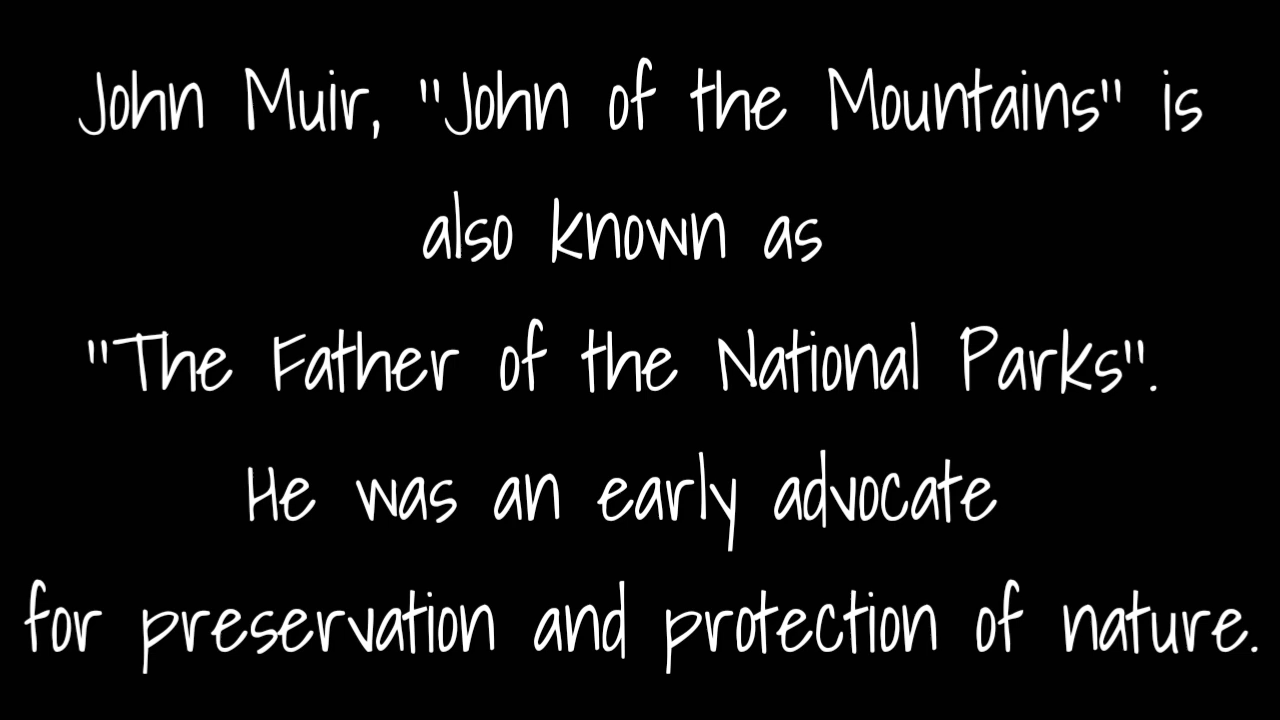 John Muir, "John of the Mountains" is
also known as
"The Father of the National Parks".
He was an early advocate
for preservation and protection of nature.